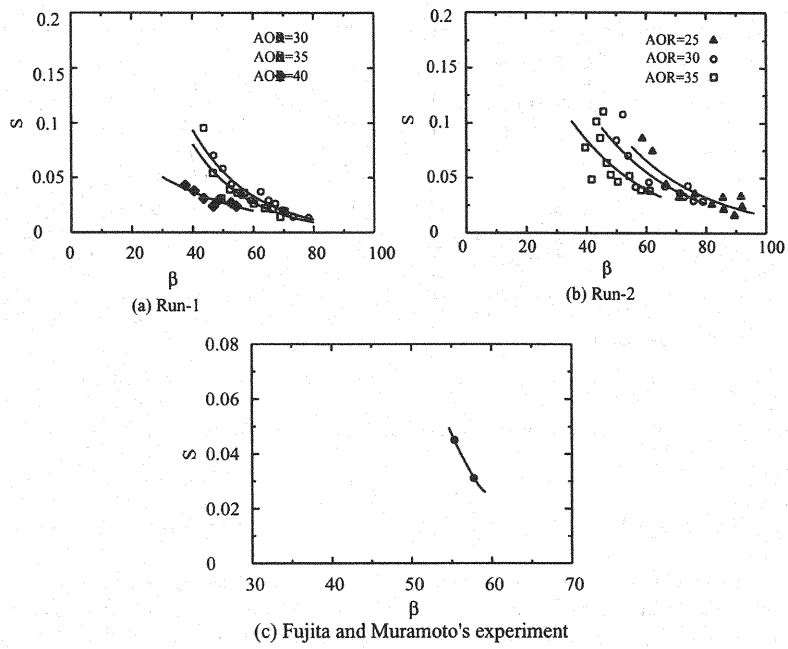 0.2
0.15
0.1
0.05
0
S
0 20 40 60 80 100
β
AOR=30
AOR=35
AOR=40
(a) Run-1
0.2
0.15
0.1
0.05
0
S
0 20 40 60 80 100
β
AOR=25
AOR=30
AOR=35
(b) Run-2
0.08
0.06
0.04
0.02
0
S
30 40 50 60 70
β
(c) Fujita and Muramoto's experiment